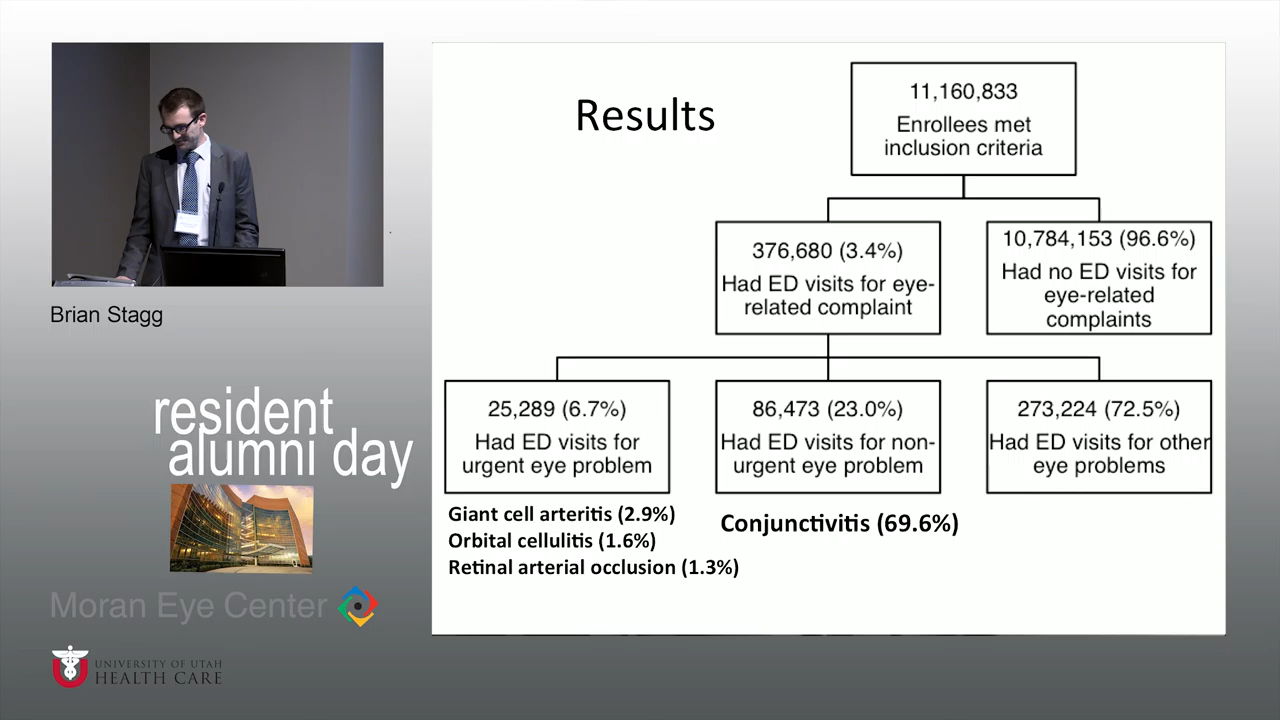 Brian Stagg
resident
alumni day
Moran Eye Center
UNIVERSITY OF UTAH
HEALTH CARE
Results
11,160,833
Enrollees met
inclusion criteria
376,680 (3.4%)
Had ED visits for eye-
related complaint
10,784,153 (96.6%)
Had no ED visits for
eye-related
complaints
25,289 (6.7%)
Had ED visits for
urgent eye problem
86,473 (23.0%)
Had ED visits for non-
urgent eye problem
273,224 (72.5%)
Had ED visits for other
eye problems
Giant cell arteritis (2.9%)
Orbital cellulitis (1.6%)
Retinal arterial occlusion (1.3%)
Conjunctivitis (69.6%)